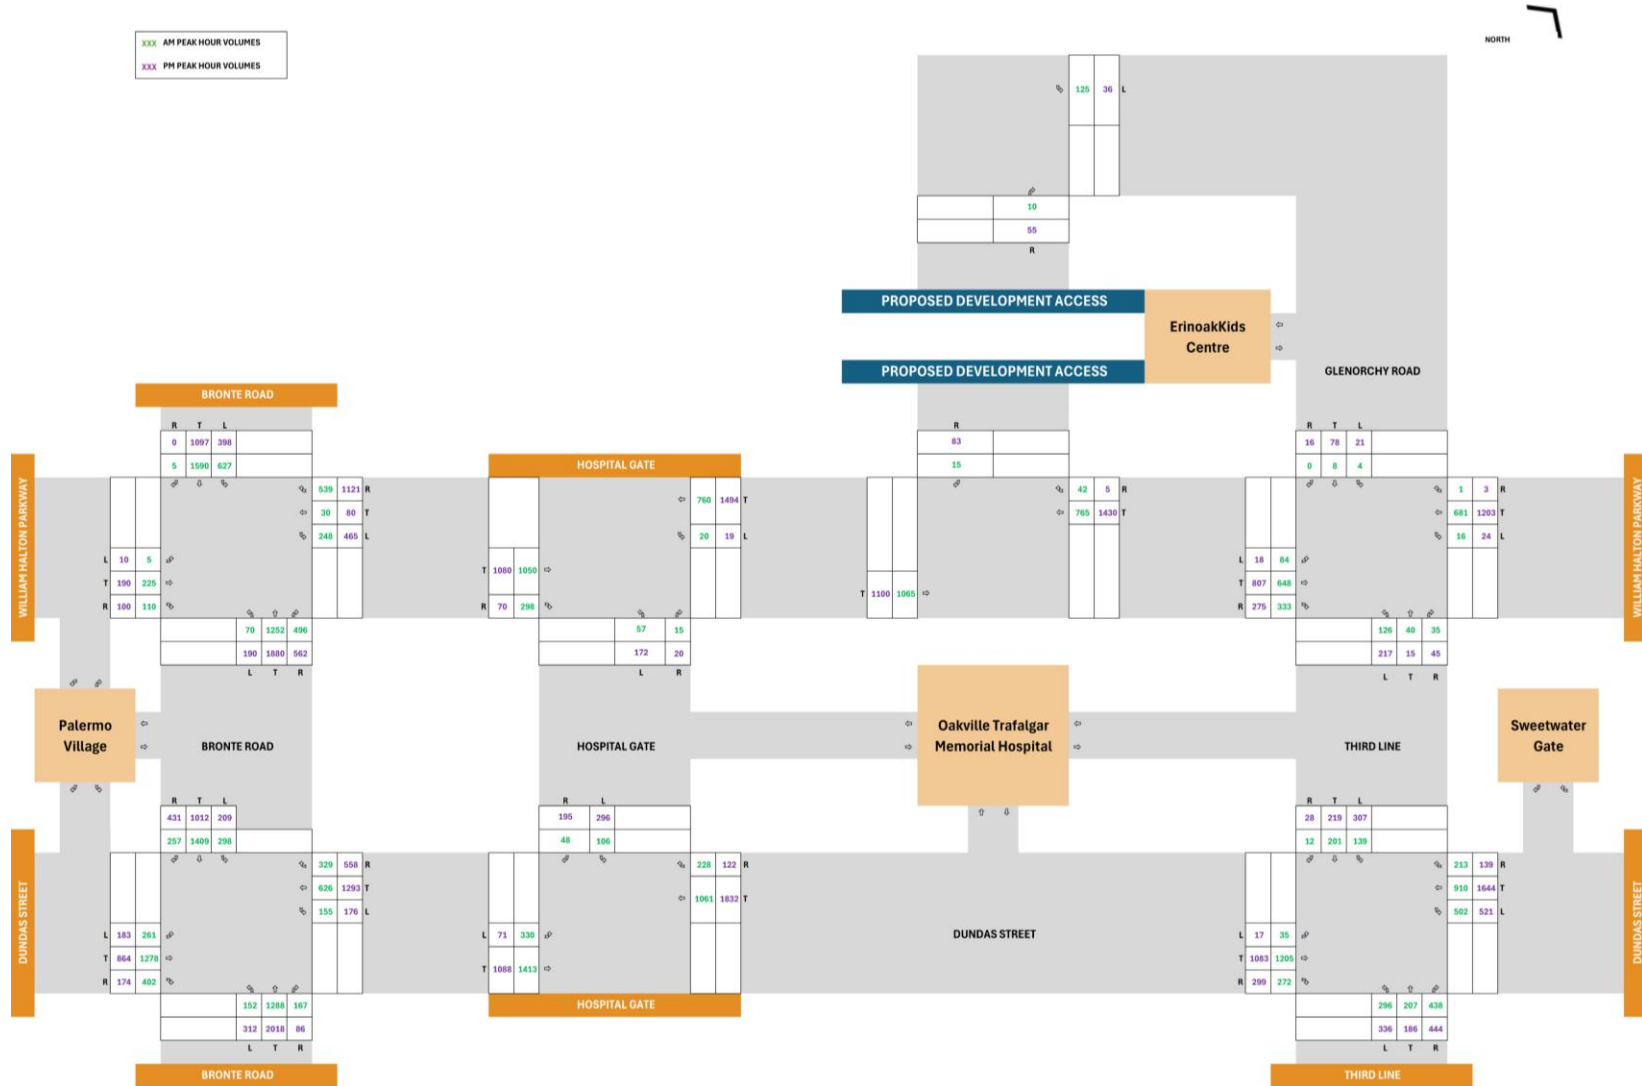 XXX AM PEAK HOUR VOLUMES
XXX PM PEAK HOUR VOLUMES
NORTH
125 36 L
10
55
R
PROPOSED DEVELOPMENT ACCESS
ErinoakKids
Centre
PROPOSED DEVELOPMENT ACCESS
GLENORCHY ROAD
BRONTE ROAD
R T L
0 1097 398
5 1590 627
WILLIAM HALTON PARKWAY
539 1121 R
30 80 T
248 465 L
L 10 5
T 190 225
R 100 110
70 1252 496
190 1880 562
L T R
HOSPITAL GATE
760 1494 T
20 19 L
T 1080 1050
R 70 298
57 15
172 20
L R
R
83
15
42 5 R
765 1430 T
T 1100 1065
R T L
16 78 21
0 8 4
1 3 R
681 1203 T
16 24 L
L 18 64
T 807 648
R 275 333
126 40 35
217 15 45
L T R
WILLIAM HALTON PARKWAY
Palermo
Village
BRONTE ROAD
HOSPITAL GATE
Oakville Trafalgar
Memorial Hospital
THIRD LINE
Sweetwater
Gate
R T L
431 1012 209
257 1409 298
DUNDAS STREET
329 558 R
626 1293 T
155 176 L
L 183 261
T 864 1278
R 174 402
152 1288 167
312 2018 86
L T R
BRONTE ROAD
R L
195 296
48 106
228 122 R
1061 1832 T
L 71 330
T 1088 1413
HOSPITAL GATE
DUNDAS STREET
R T L
28 219 307
12 201 139
213 139 R
910 1644 T
502 521 L
L 17 35
T 1083 1205
R 299 272
296 207 438
336 186 444
L T R
THIRD LINE
DUNDAS STREET